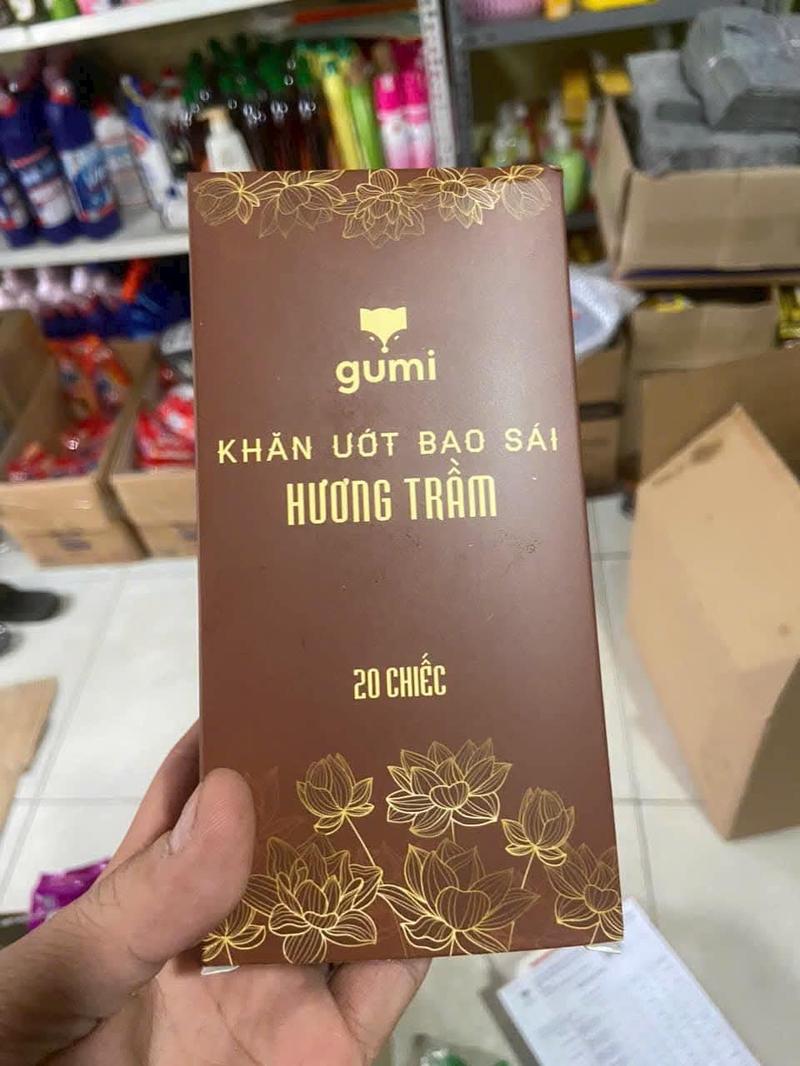 gumi
KHĂN ƯỚT BAO SÁI
HƯƠNG TRẦM
20 CHIẾC